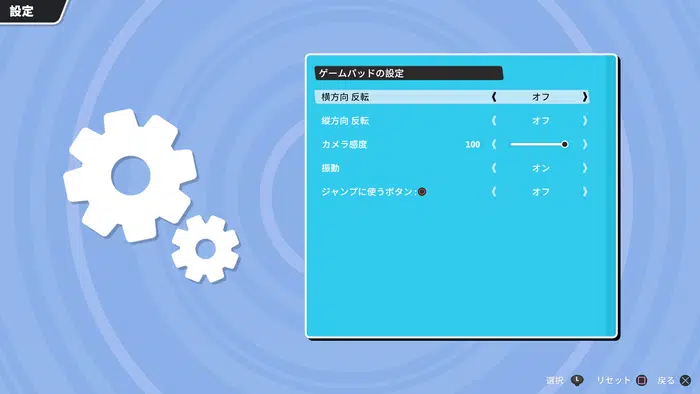 設定
ゲームパッドの設定
横方向 反転 オフ
縦方向 反転 オフ
カメラ感度 100
振動 オン
ジャンプに使うボタン: オフ
選択 L リセット 戻る